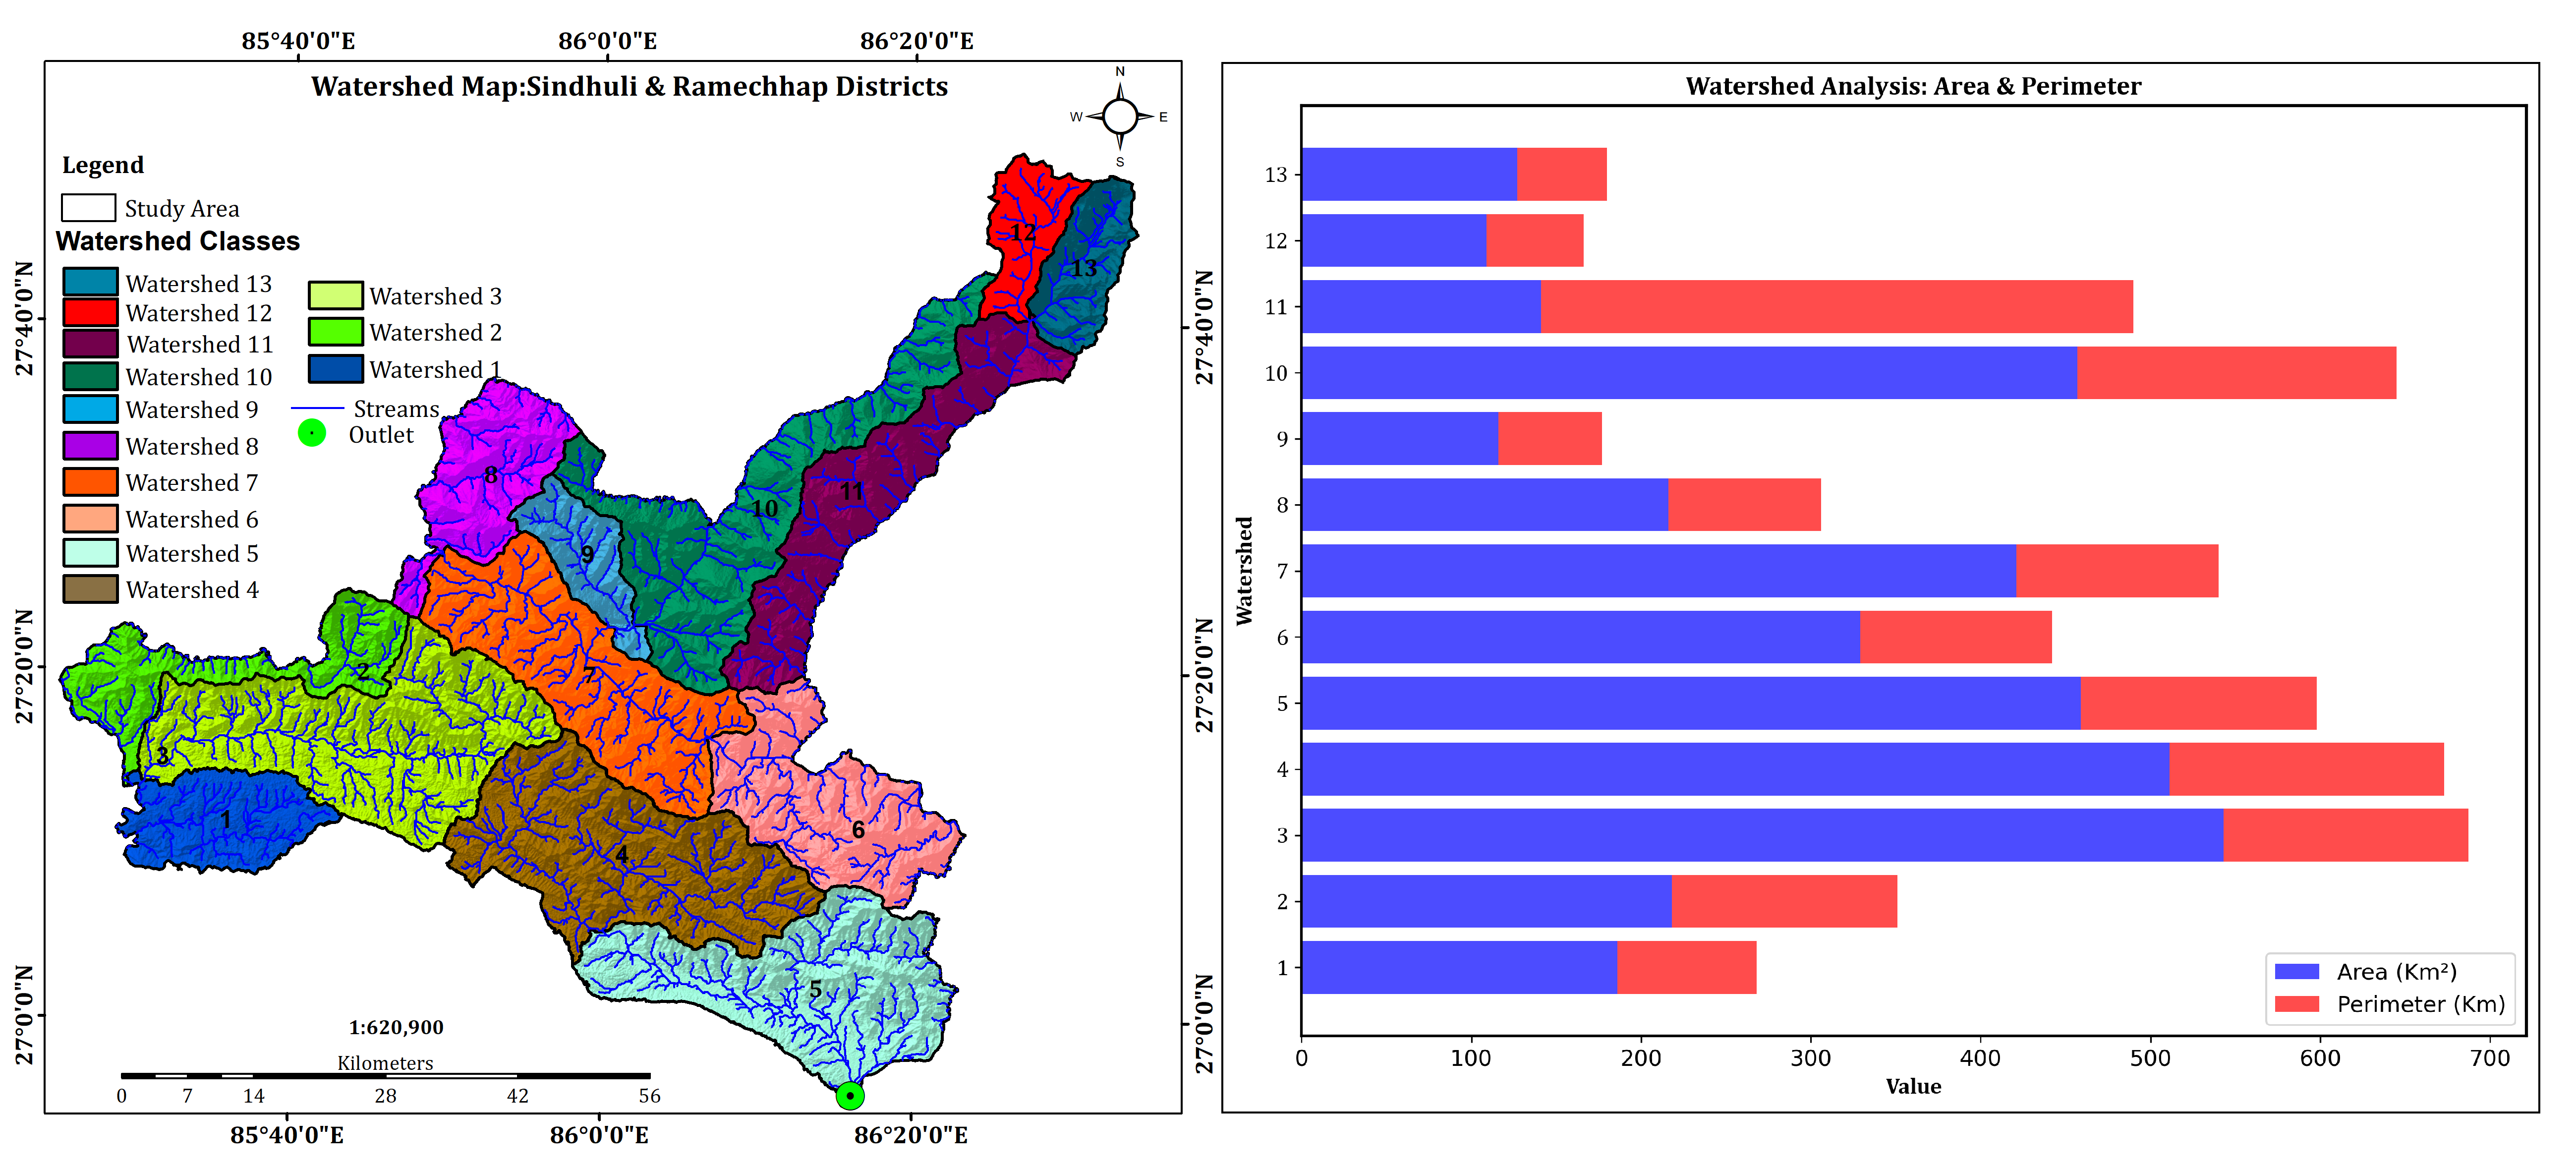 85°40'0"E 86°0'0"E 86°20'0"E
Watershed Map:Sindhuli & Ramechhap Districts
N
W E
S
Legend
Study Area
Watershed Classes
Watershed 13
Watershed 12
Watershed 11
Watershed 10
Watershed 9
Watershed 8
Watershed 7
Watershed 6
Watershed 5
Watershed 4
Watershed 3
Watershed 2
Watershed 1
Streams
Outlet
12
13
11
10
8
9
7
2
3
1
6
4
5
27°40'0"N
27°20'0"N
27°0'0"N
27°40'0"N
27°20'0"N
27°0'0"N
1:620,900
Kilometers
0 7 14 28 42 56
85°40'0"E 86°0'0"E 86°20'0"E
Watershed Analysis: Area & Perimeter
Watershed
13
12
11
10
9
8
7
6
5
4
3
2
1
Area (Km²)
Perimeter (Km)
0 100 200 300 400 500 600 700
Value